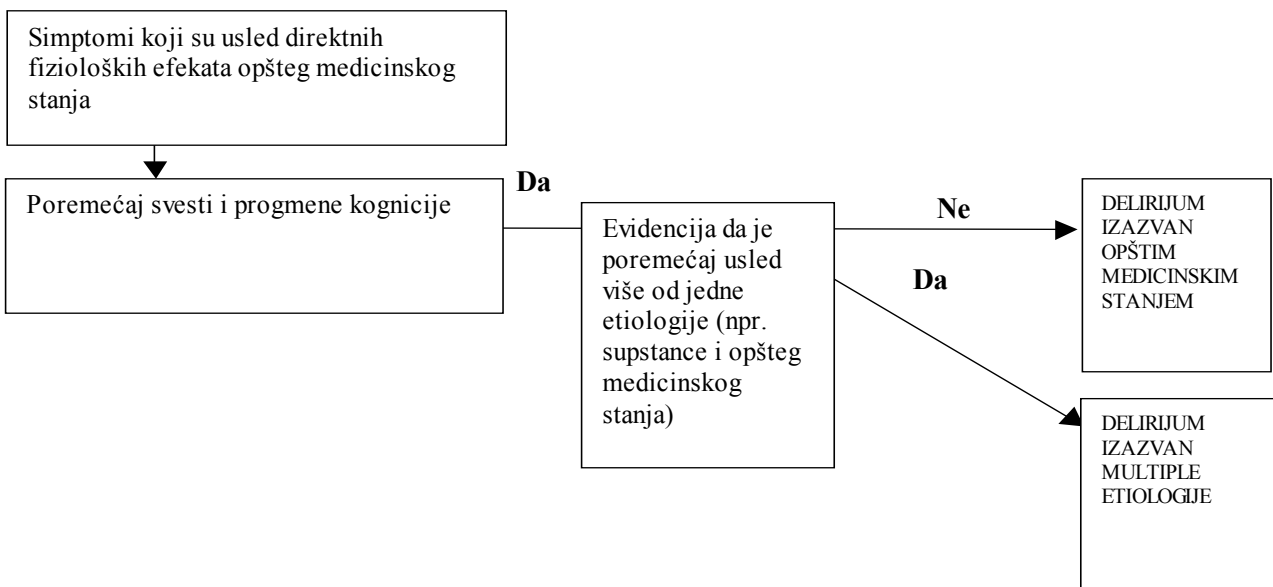 Simptomi koji su usled direktnih
fizioloških efekata opšteg medicinskog
stanja
Poremećaj svesti i progmene kognicije
Da
Evidencija da je
poremećaj usled
više od jedne
etiologije (npr.
supstance i opšteg
medicinskog
stanja)
Ne
Da
DELIRIJUM
IZAZVAN
OPŠTIM
MEDICINSKIM
STANJEM
DELIRIJUM
IZAZVAN
MULTIPLE
ETIOLOGIJE